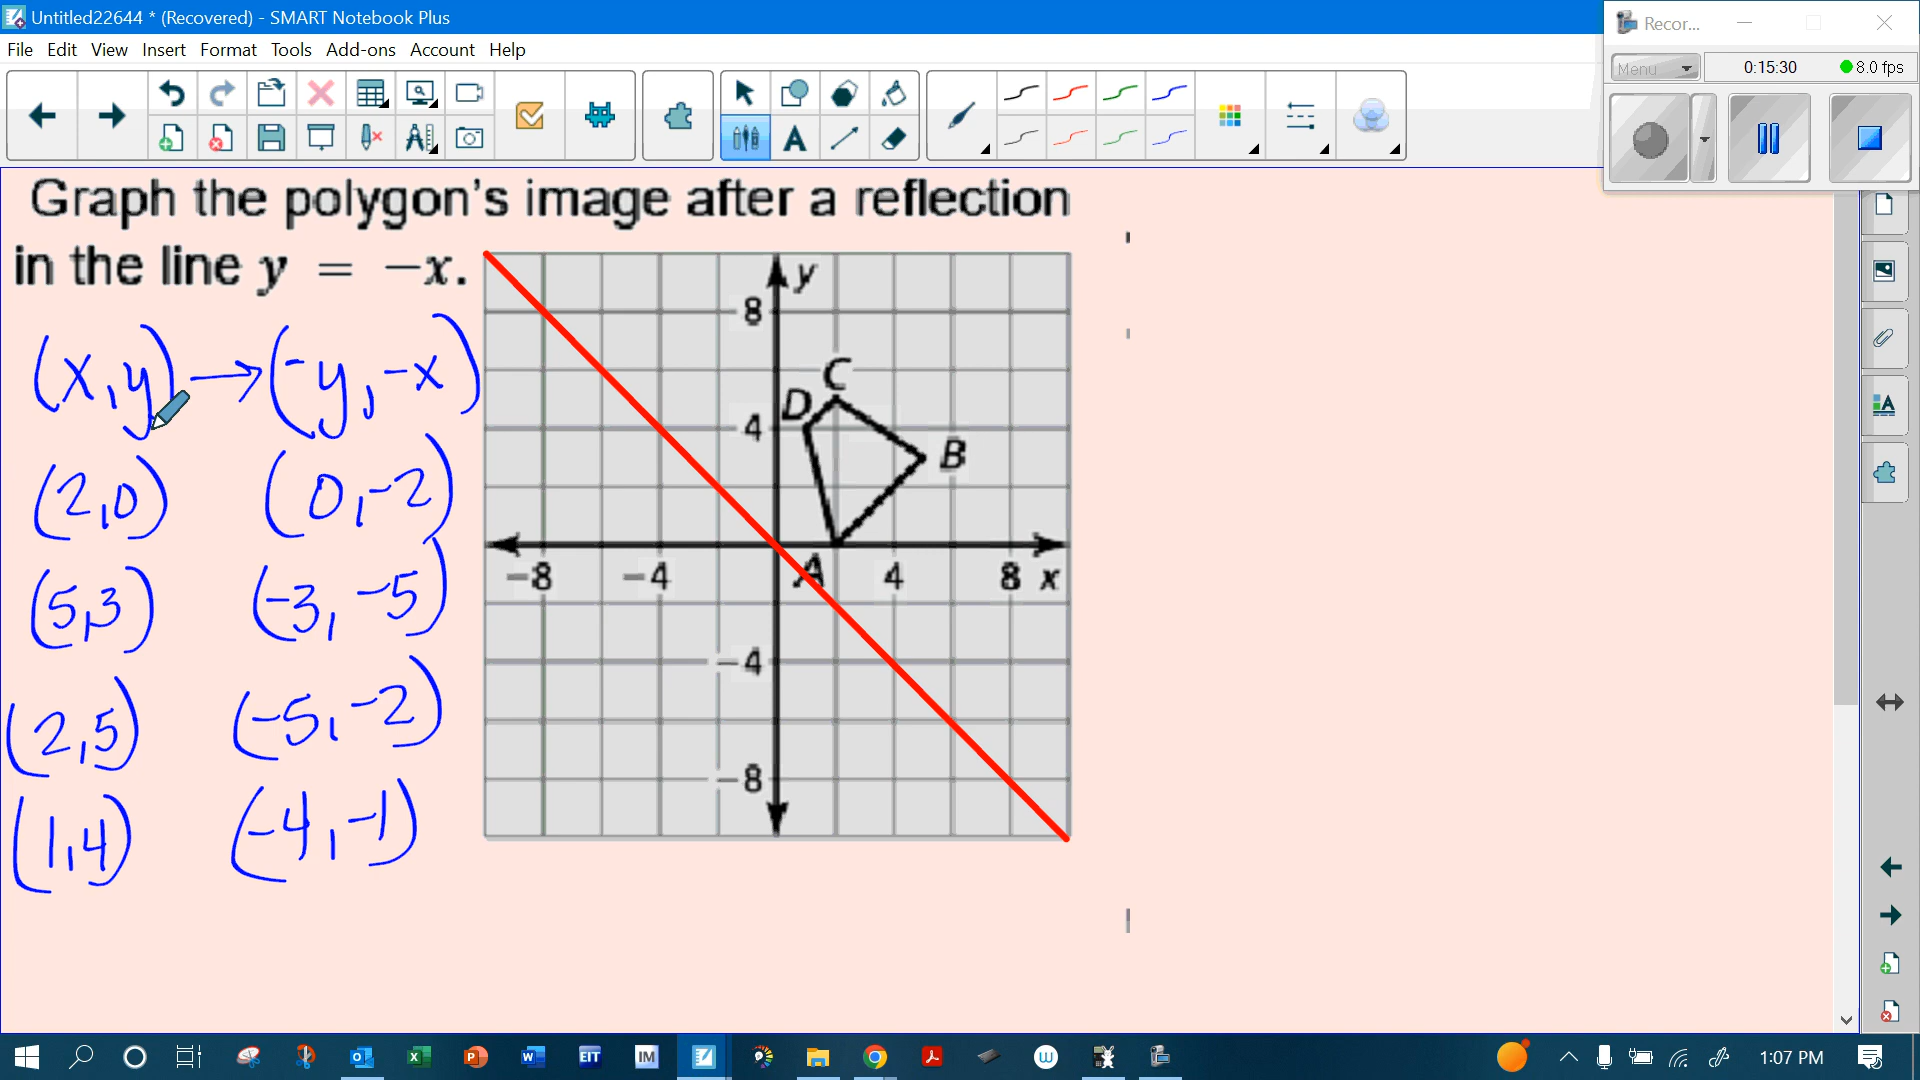 Untitled22644 * (Recovered) - SMART Notebook Plus
Recor...
File Edit View Insert Format Tools Add-ons Account Help
Menu 0:15:30 8.0 fps
Graph the polygon's image after a reflection
in the line y = −x.
(x,y) → (-y,-x)
(2,0) (0,-2)
(5,3) (-3,-5)
(2,5) (-5,-2)
(1,4) (-4,-1)
y
8
C
D
4
B
−8 −4 A 4 8 x
−4
−8
EIT IM
1:07 PM